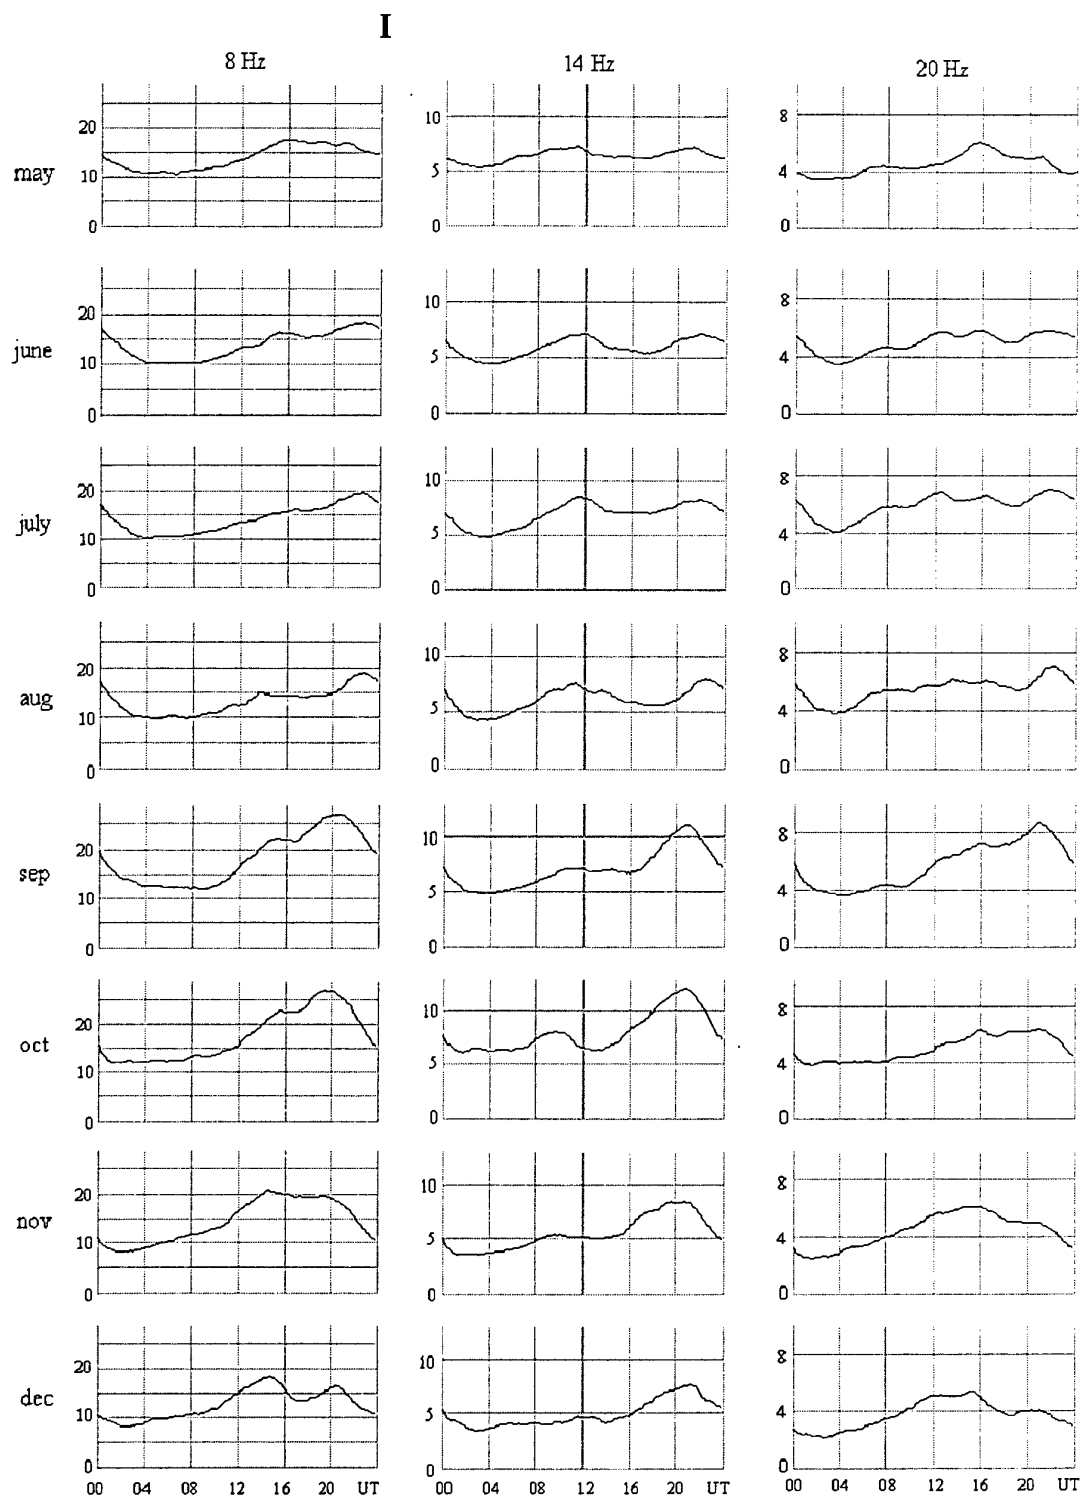 I
8 Hz 14 Hz 20 Hz
20 10 8
may 10 5 4
0 0 0
20 10 8
june 10 5 4
0 0 0
20 10 8
july 10 5 4
0 0 0
20 10 8
aug 10 5 4
0 0 0
20 10 8
sep 10 5 4
0 0 0
20 10 8
oct 10 5 4
0 0 0
20 10 8
nov 10 5 4
0 0 0
20 10 8
dec 10 5 4
0 0 0
00 04 08 12 16 20 UT 00 04 08 12 16 20 UT 00 04 08 12 16 20 UT